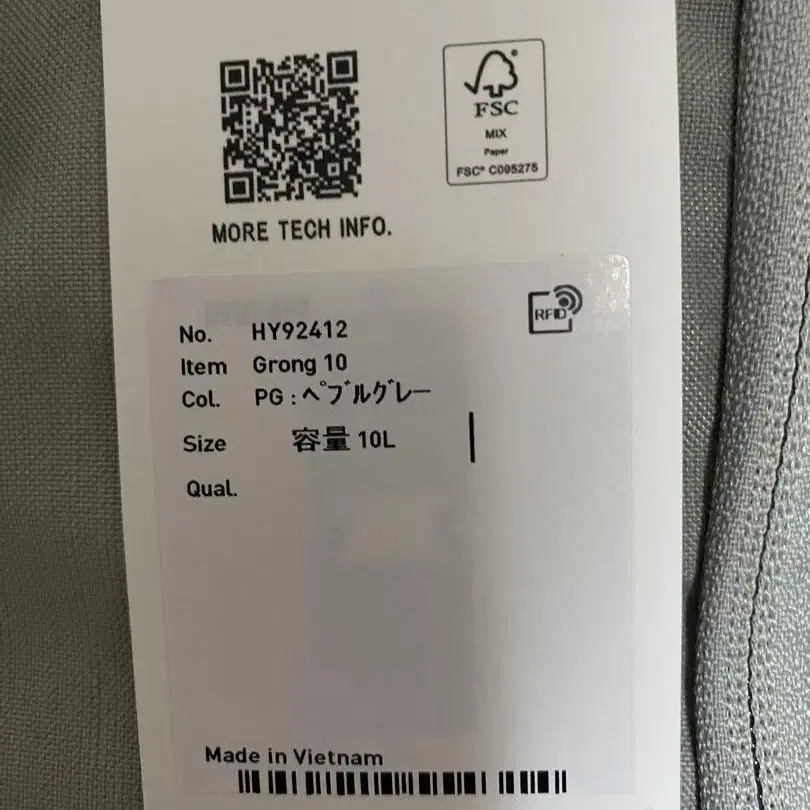 FSC
MIX
Paper
FSC® C095275
MORE TECH INFO.
RFID
No. HY92412
Item Grong 10
Col. PG : ペブルグレー
Size 容量 10L
Qual.
Made in Vietnam